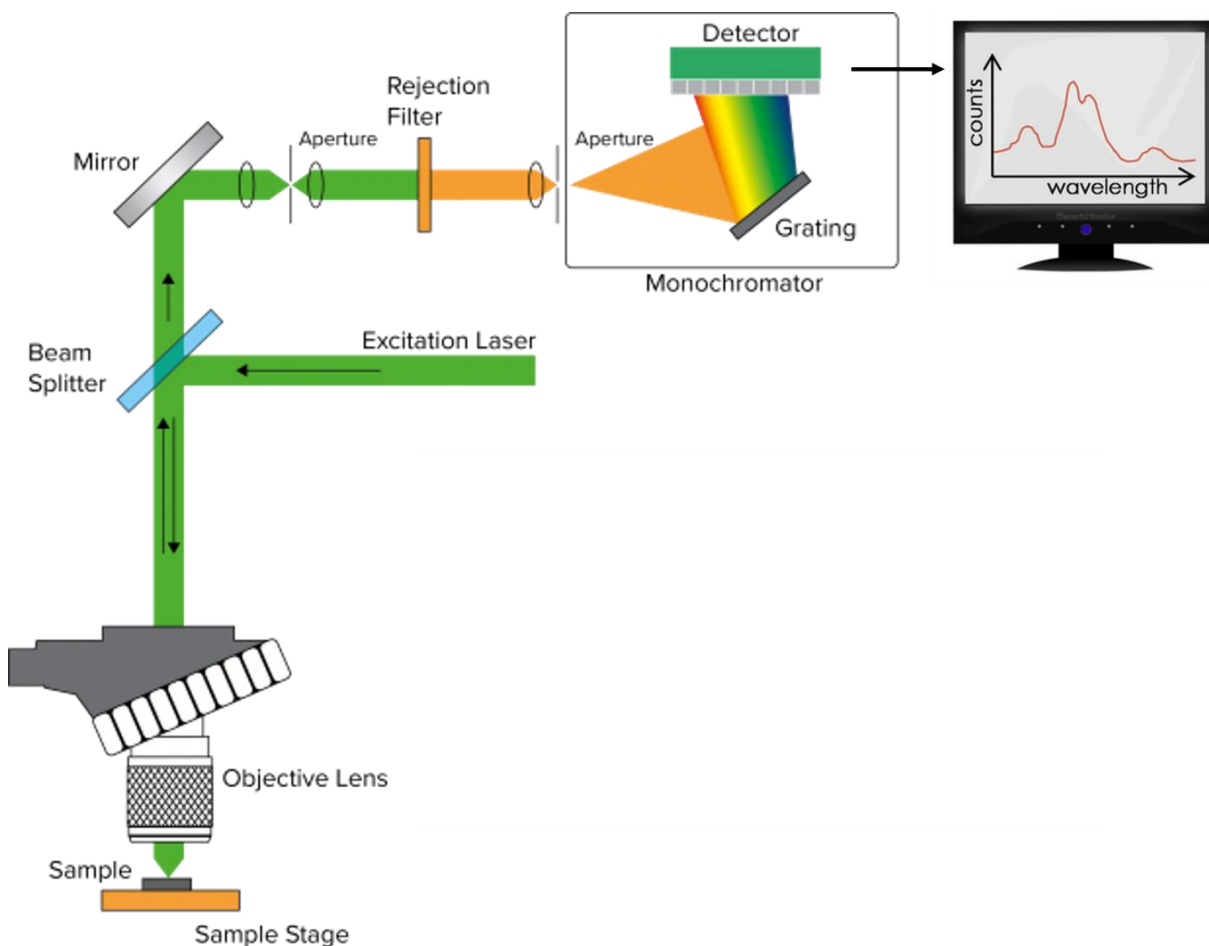 Detector
Rejection
Filter
Aperture
Aperture
Mirror
Grating
Monochromator
counts
wavelength
Beam
Splitter
Excitation Laser
Objective Lens
Sample
Sample Stage